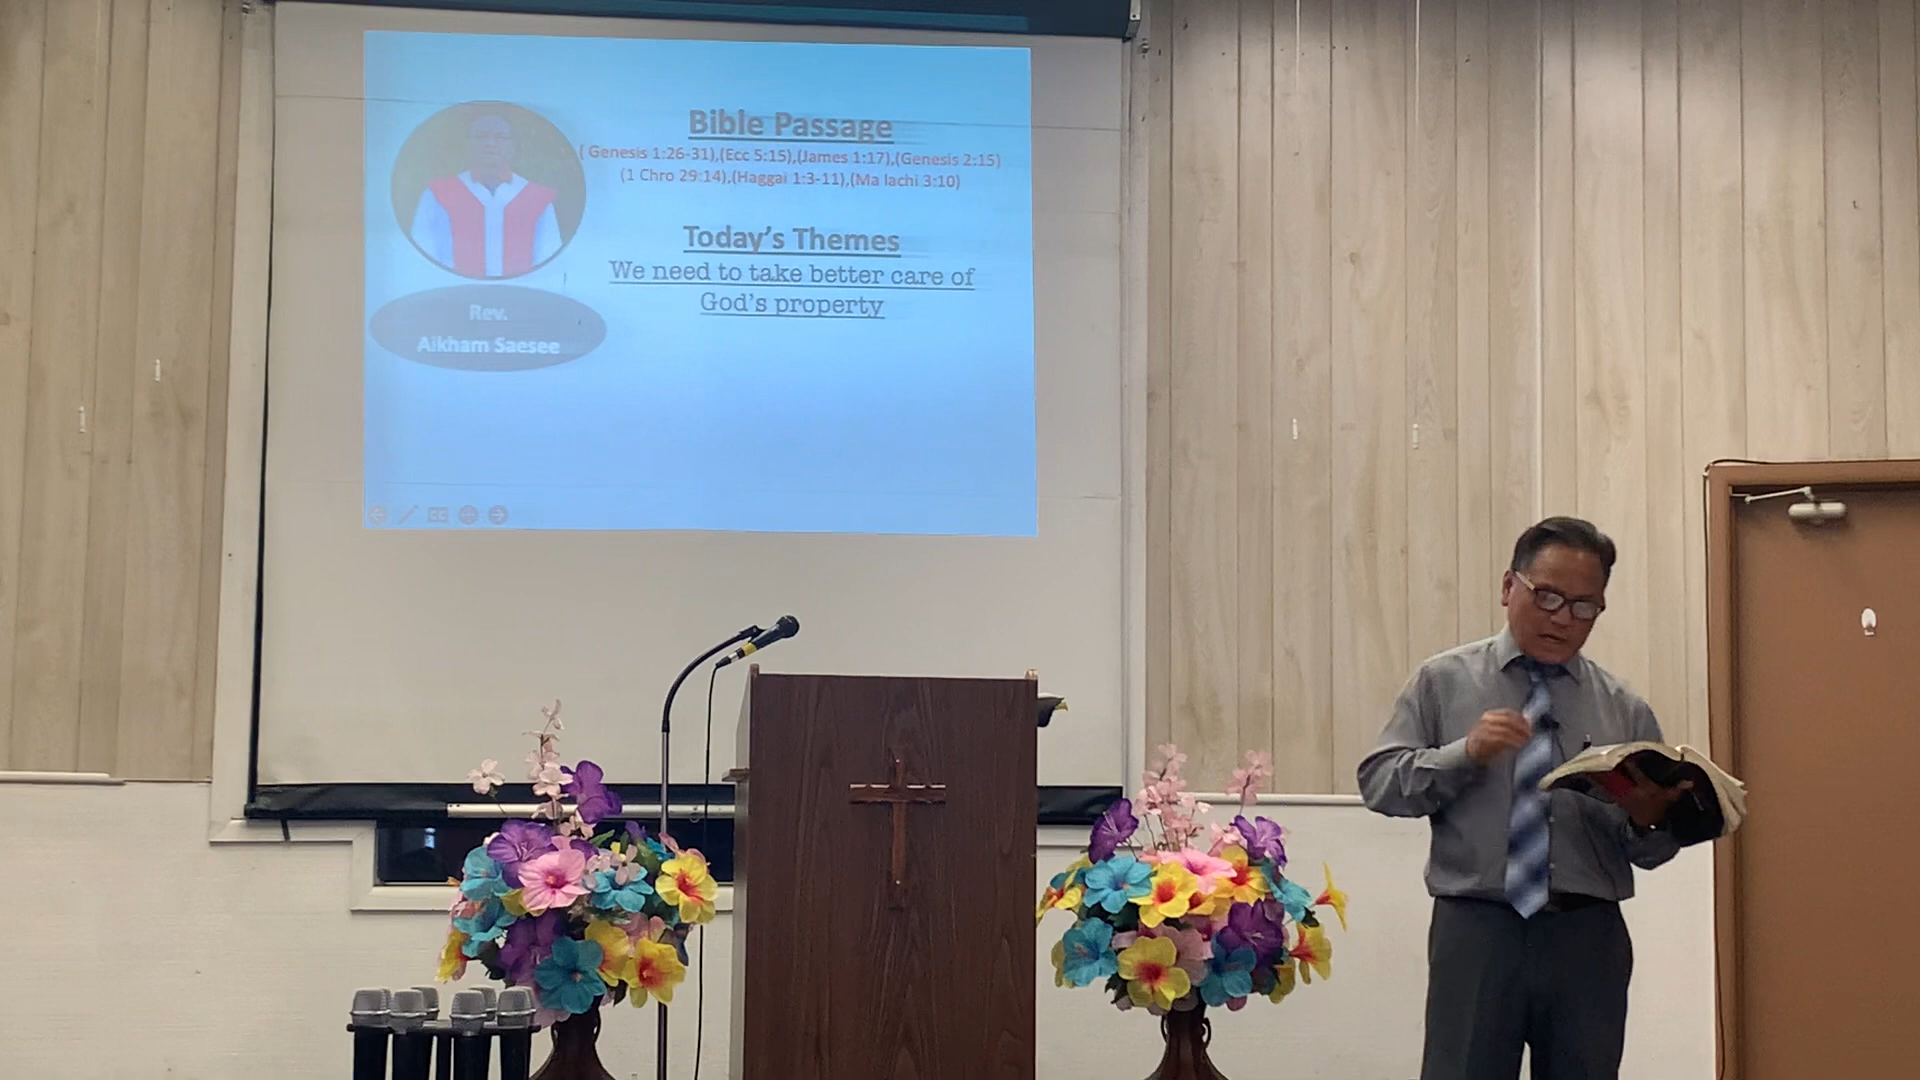 Bible Passage
( Genesis 1:26-31),(Ecc 5:15),(James 1:17),(Genesis 2:15)
(1 Chro 29:14),(Haggai 1:3-11),(Ma lachi 3:10)
Today's Themes
We need to take better care of
God's property
Rev.
Aikham Saesee
CC